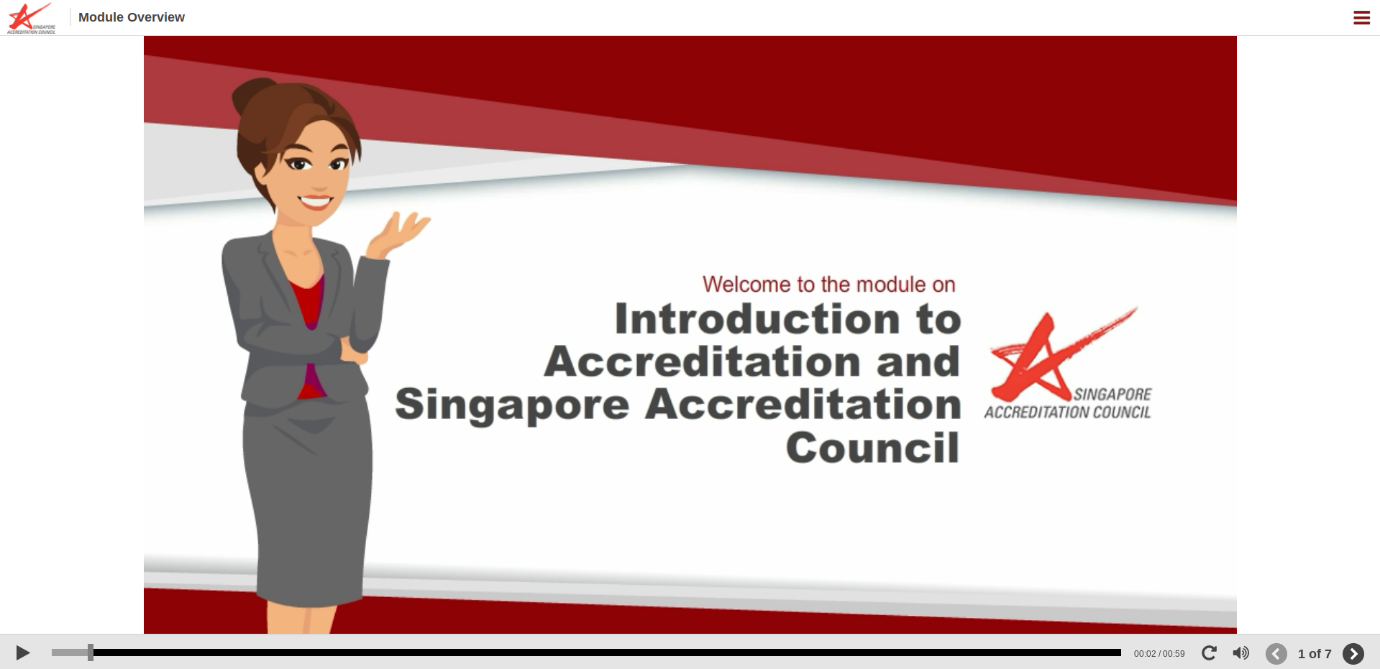 SINGAPORE
ACCREDITATION COUNCIL
Module Overview
Welcome to the module on
Introduction to
Accreditation and
Singapore Accreditation
Council
SINGAPORE
ACCREDITATION COUNCIL
00:02 / 00:59
1 of 7